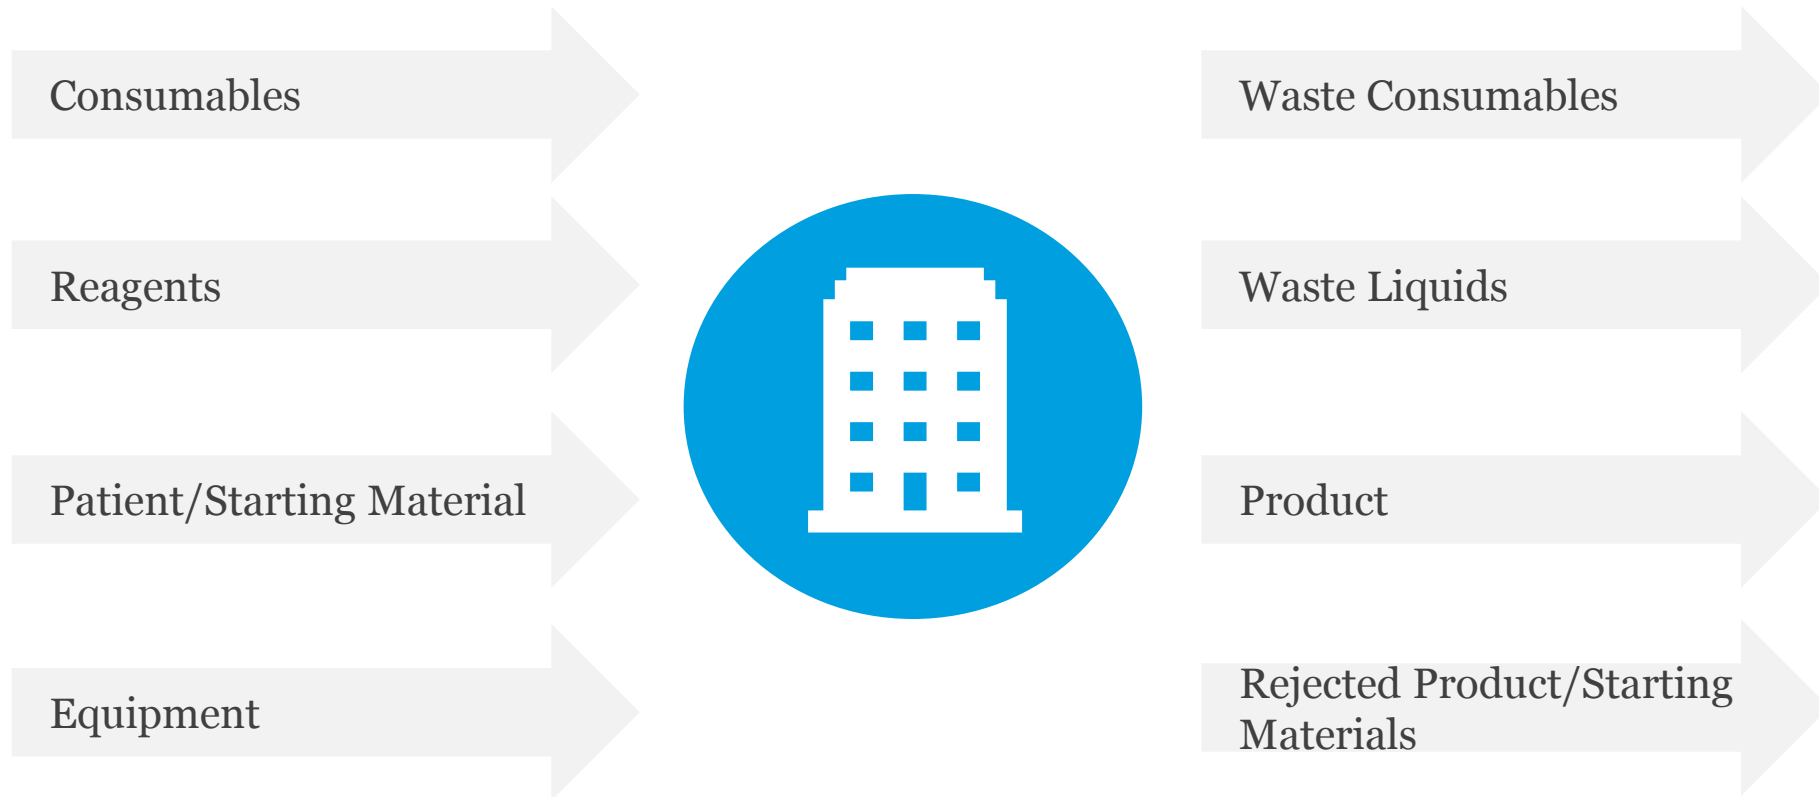 Consumables
Reagents
Patient/Starting Material
Equipment
Waste Consumables
Waste Liquids
Product
Rejected Product/Starting
Materials